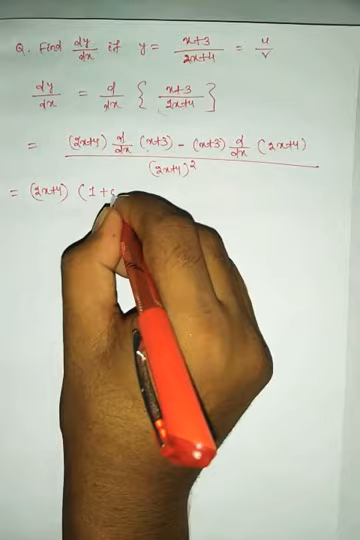 Q. Find dy/dx if y = x+3/2x+4 = u/v
dy/dx = d/dx { x+3/2x+4 }
= (2x+4) d/dx (x+3) - (x+3) d/dx (2x+4) / (2x+4)²
= (2x+4) (1+